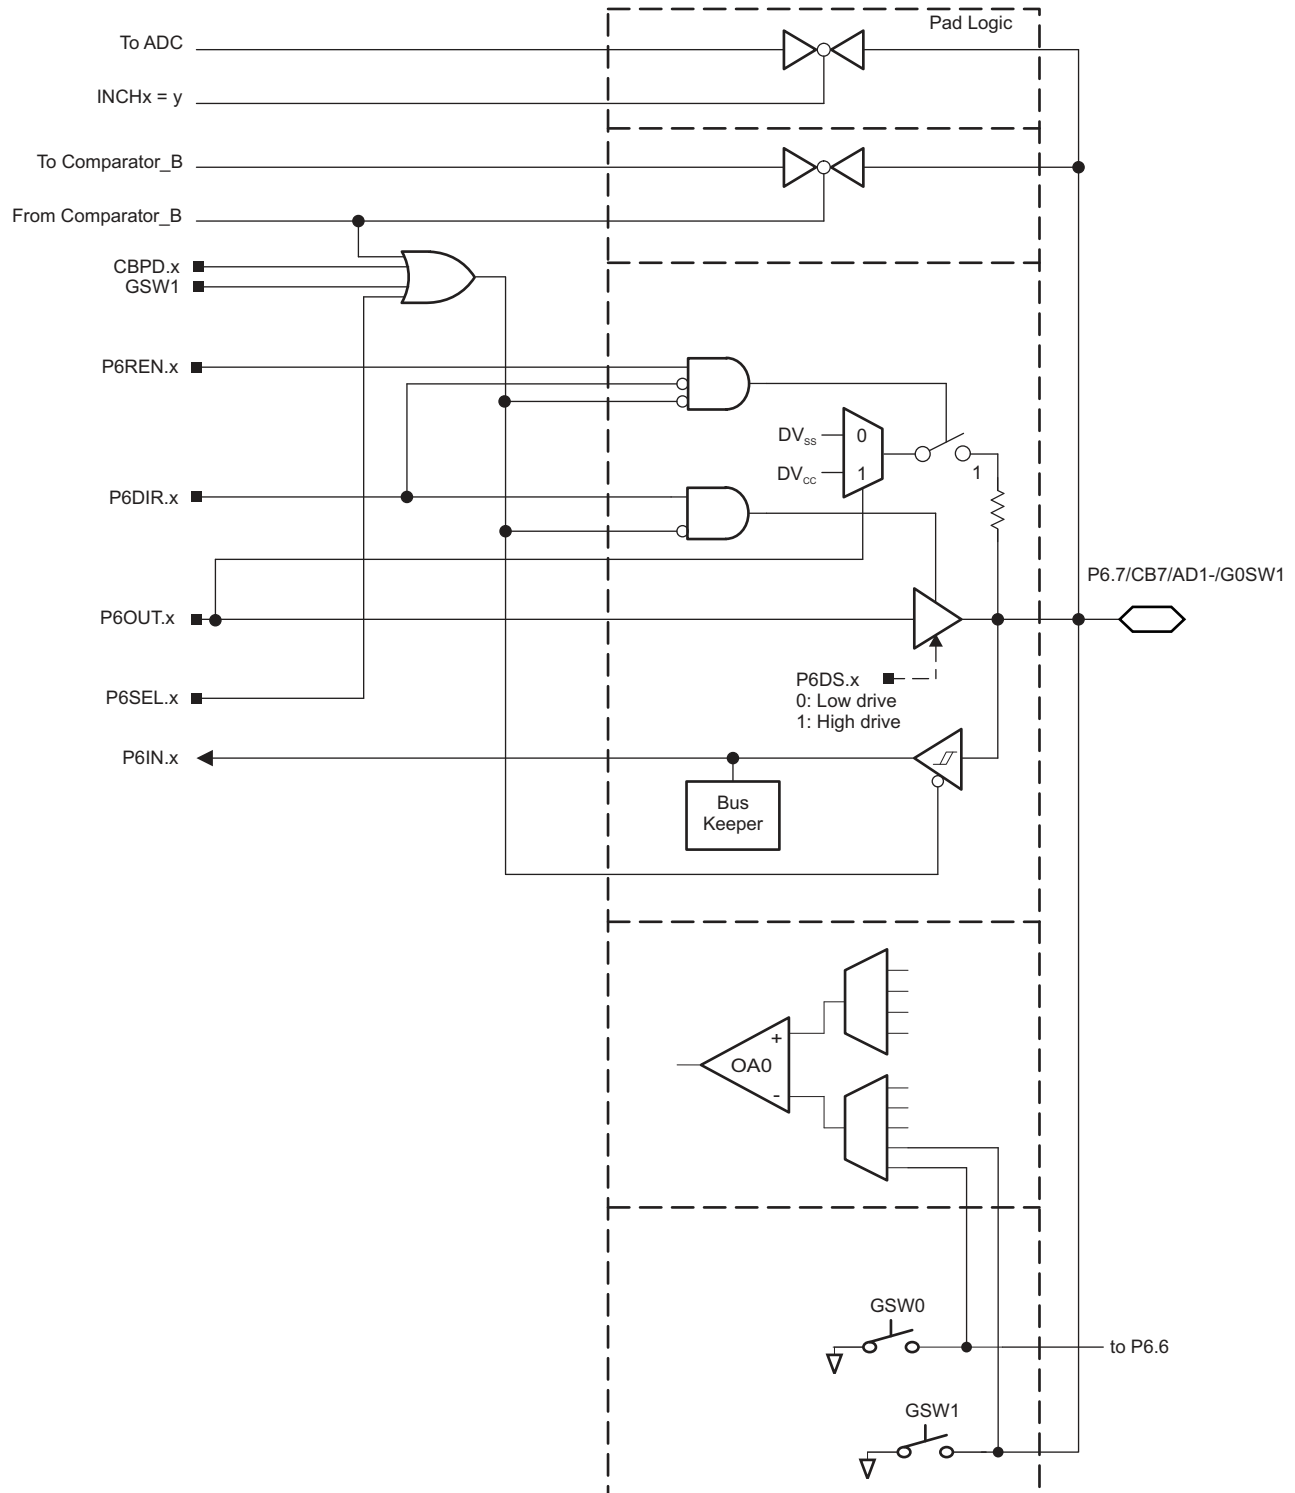 Pad Logic
To ADC
INCHx = y
To Comparator_B
From Comparator_B
CBPD.x
GSW1
P6REN.x
DVSS
0
DVCC
1
1
P6DIR.x
P6OUT.x
P6.7/CB7/AD1-/G0SW1
P6SEL.x
P6DS.x
0: Low drive
1: High drive
P6IN.x
Bus
Keeper
+
OA0
-
GSW0
to P6.6
GSW1